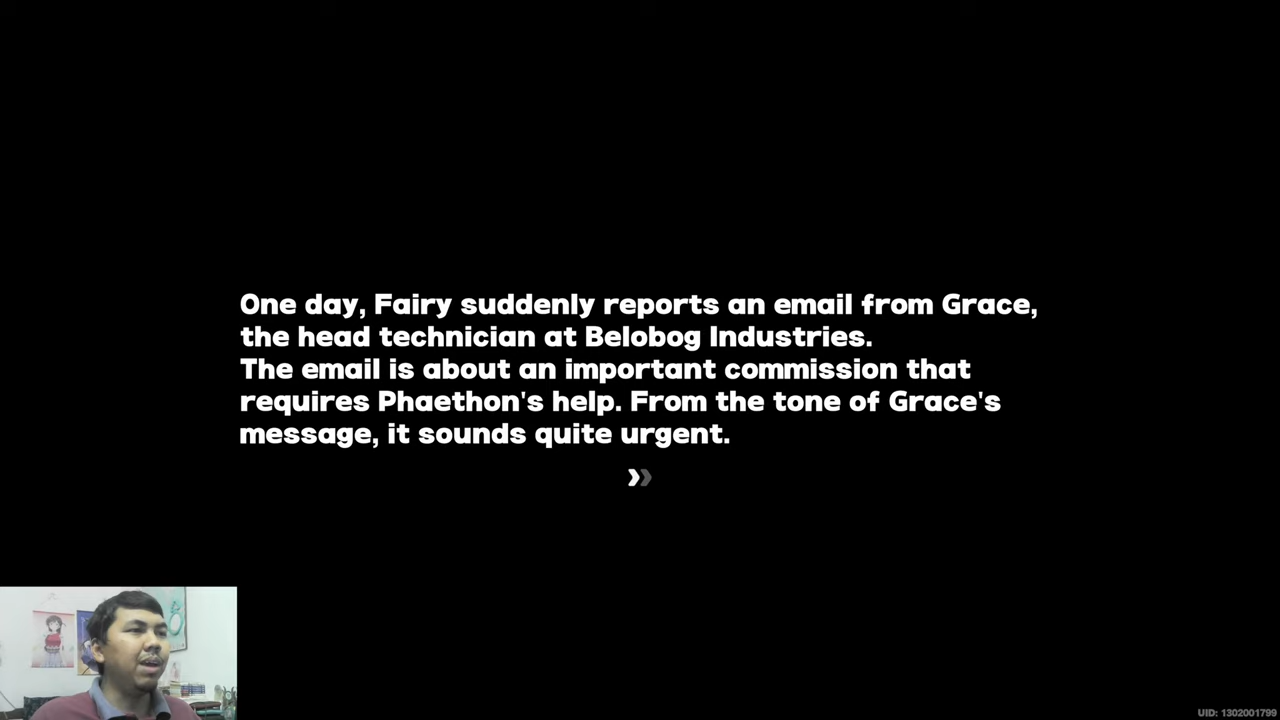 One day, Fairy suddenly reports an email from Grace,
the head technician at Belobog Industries.
The email is about an important commission that
requires Phaethon's help. From the tone of Grace's
message, it sounds quite urgent.
UID: 1302001799